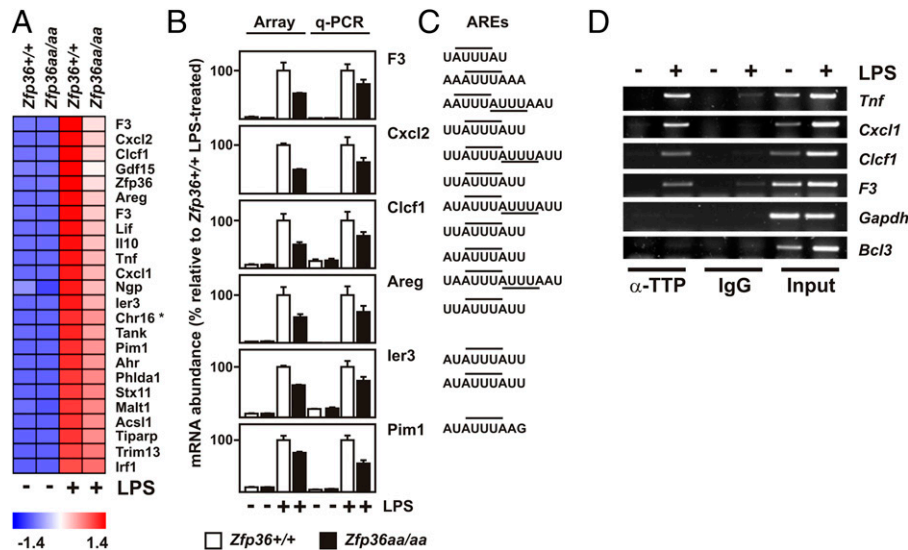 A
Zfp36+/+
Zfp36aa/aa
Zfp36+/+
Zfp36aa/aa
F3
Cxcl2
Clcf1
Gdf15
Zfp36
Areg
F3
Lif
Il10
Tnf
Cxcl1
Ngp
Ier3
Chr16 *
Tank
Pim1
Ahr
Phlda1
Stx11
Malt1
Acsl1
Tiparp
Trim13
Irf1
- - + + LPS
-1.4 1.4
B
Array q-PCR
mRNA abundance (% relative to Zfp36+/+ LPS-treated)
100
F3
100
Cxcl2
100
Clcf1
100
Areg
100
Ier3
100
Pim1
- - + + - - + + LPS
Zfp36+/+ Zfp36aa/aa
C
AREs
UAUUUAU
AAAUUUAAA
AAUUUAUUUAAU
UUAUUUAUU
UUAUUUAUUUAUU
UUAUUUAUU
AUAUUUAUUUAUU
UUAUUUAUU
AUAUUUAUU
UAAUUUAUUUAAU
UUAUUUAUU
AUAUUUAUU
AUAUUUAUU
AUAUUUAAG
D
- + - + - + LPS
Tnf
Cxcl1
Clcf1
F3
Gapdh
Bcl3
α-TTP IgG Input